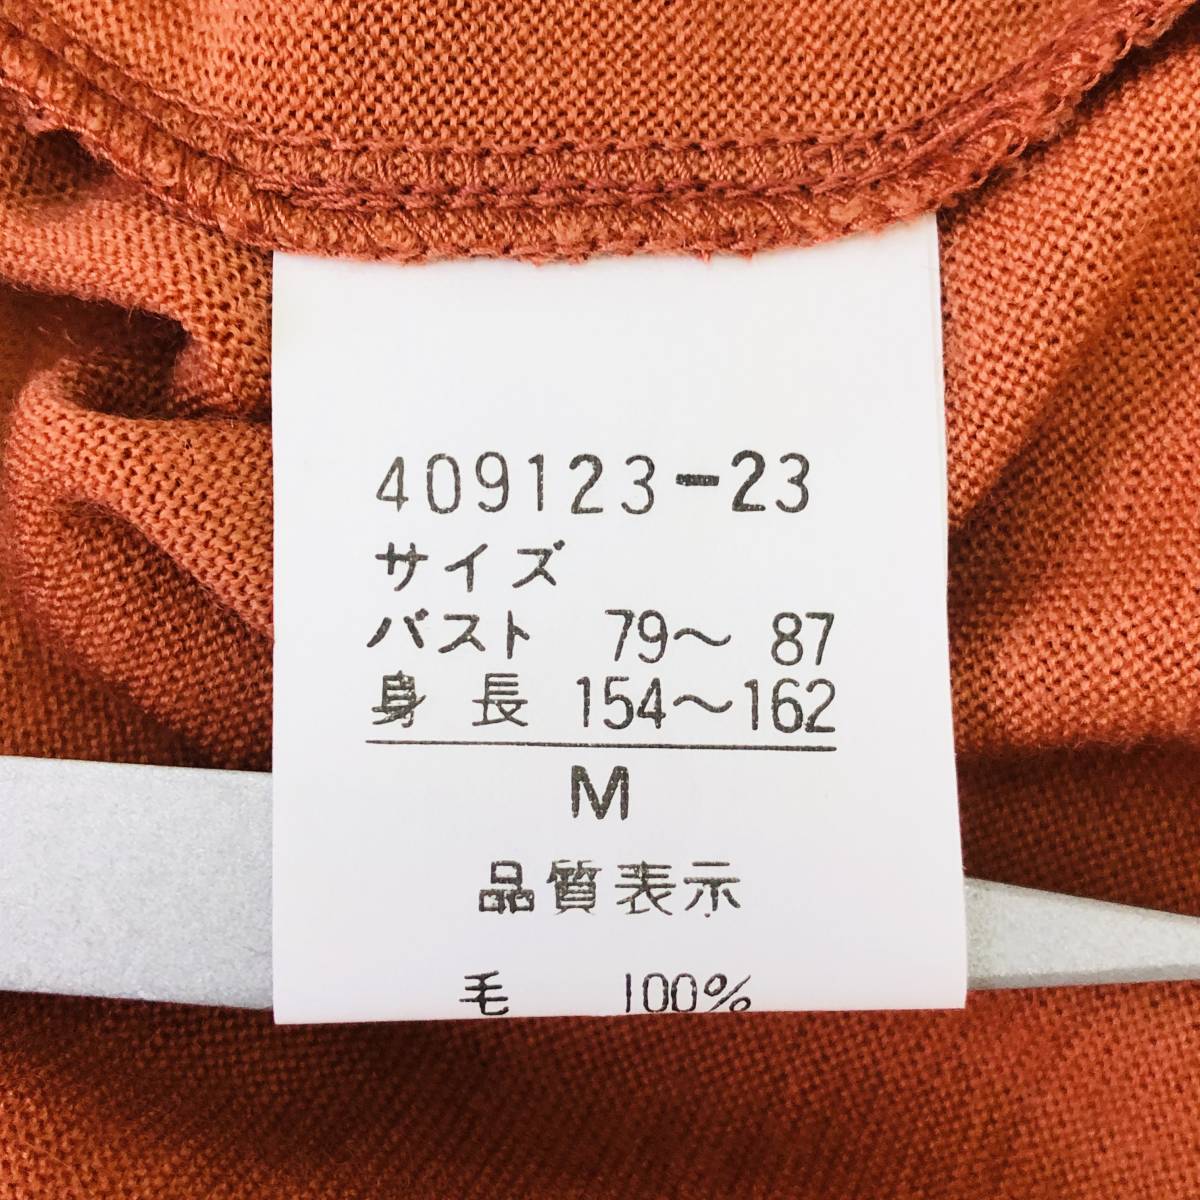 409123-23
サイズ
バスト 79〜 87
身 長 154〜162
M
品質表示
毛 100%